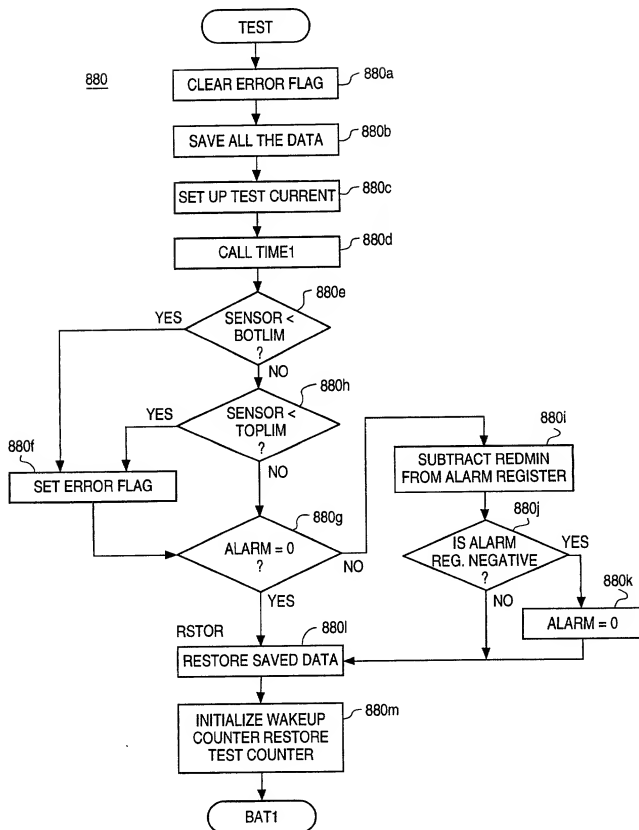 TEST
880
CLEAR ERROR FLAG
880a
SAVE ALL THE DATA
880b
SET UP TEST CURRENT
880c
CALL TIME1
880d
SENSOR <
BOTLIM
?
880e
YES
NO
SENSOR <
TOPLIM
?
880h
YES
NO
880f
SET ERROR FLAG
880i
SUBTRACT REDMIN
FROM ALARM REGISTER
880g
ALARM = 0
?
NO
YES
880j
IS ALARM
REG. NEGATIVE
?
YES
NO
880k
ALARM = 0
RSTOR
880l
RESTORE SAVED DATA
880m
INITIALIZE WAKEUP
COUNTER RESTORE
TEST COUNTER
BAT1